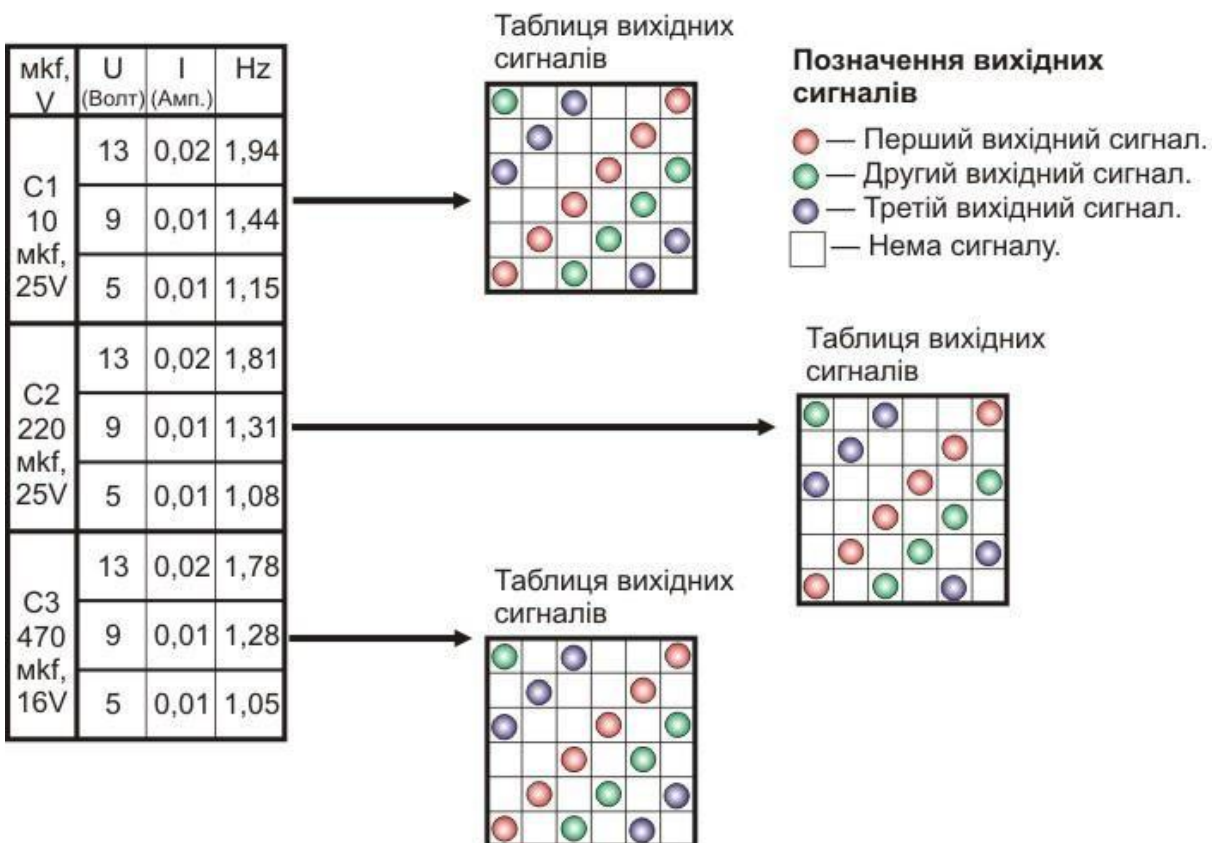 мkf, V
U (Волт)
I (Амп.)
Hz
C1 10 мkf, 25V
13 0,02 1,94
9 0,01 1,44
5 0,01 1,15
C2 220 мkf, 25V
13 0,02 1,81
9 0,01 1,31
5 0,01 1,08
C3 470 мkf, 16V
13 0,02 1,78
9 0,01 1,28
5 0,01 1,05
Таблиця вихідних
сигналів
Позначення вихідних
сигналів
— Перший вихідний сигнал.
— Другий вихідний сигнал.
— Третій вихідний сигнал.
— Нема сигналу.
Таблиця вихідних
сигналів
Таблиця вихідних
сигналів